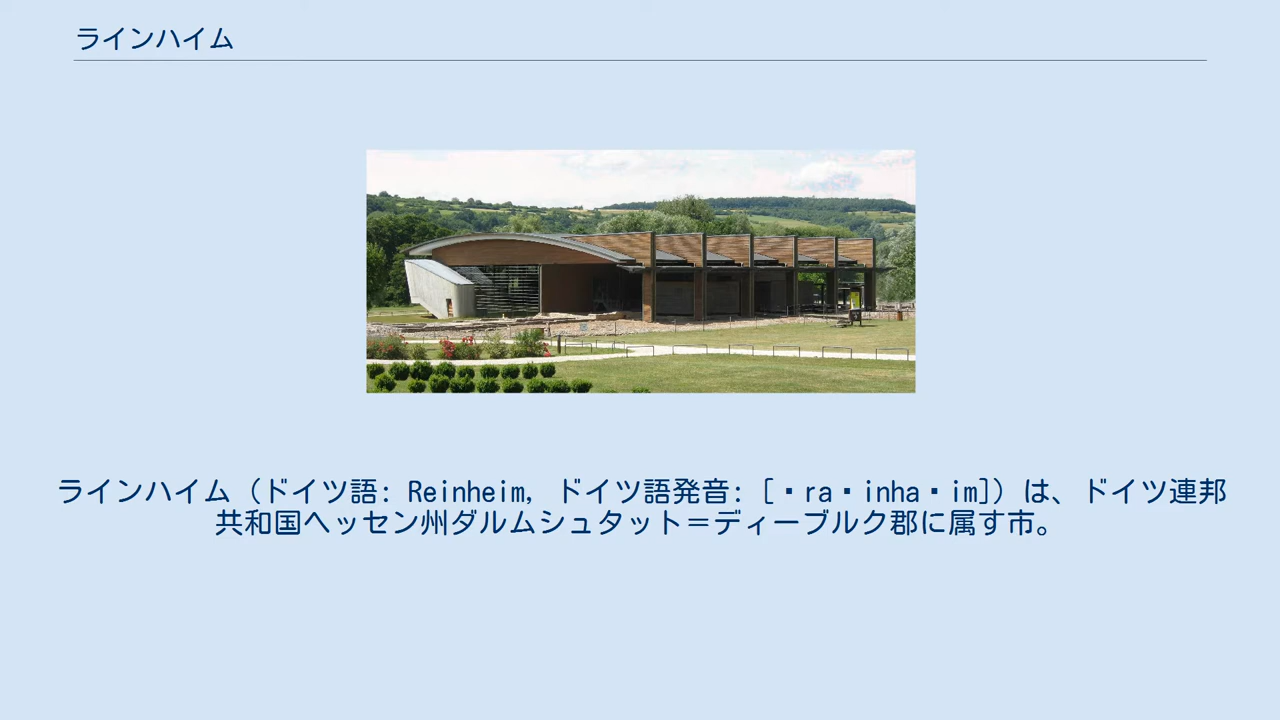 ラインハイム
ラインハイム（ドイツ語: Reinheim, ドイツ語発音: [▪ra▪inha▪im]）は、ドイツ連邦
共和国ヘッセン州ダルムシュタット＝ディーブルク郡に属す市。